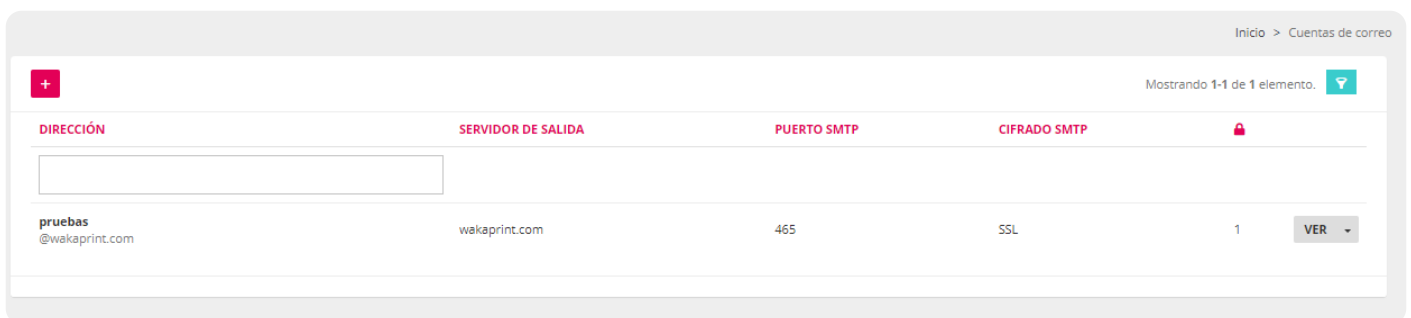 Inicio > Cuentas de correo
+
Mostrando 1-1 de 1 elemento.
DIRECCIÓN SERVIDOR DE SALIDA PUERTO SMTP CIFRADO SMTP
pruebas
@wakaprint.com wakaprint.com 465 SSL 1 VER